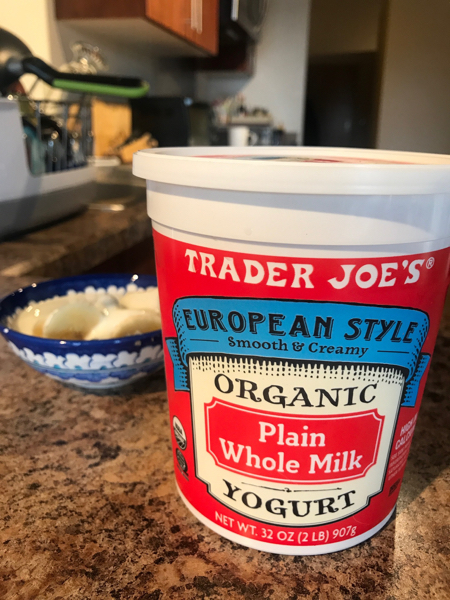 TRADER JOE'S®
EUROPEAN STYLE
Smooth & Creamy
ORGANIC
Plain
Whole Milk
YOGURT
NET WT. 32 OZ (2 LB) 907g